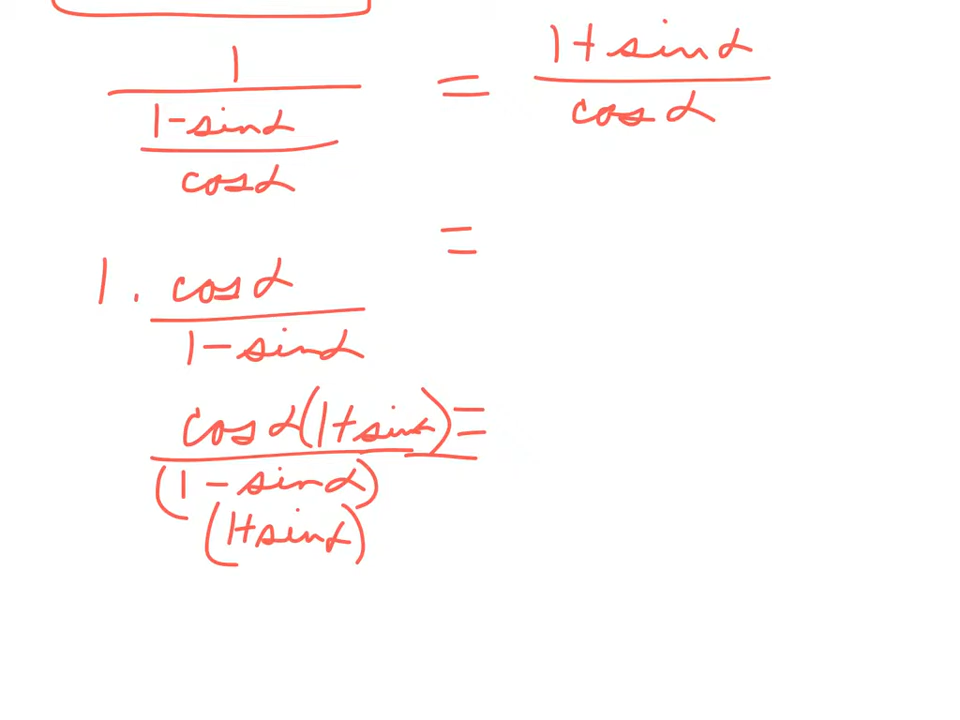 1 / ((1-sinα) / cosα) = (1+sinα) / cosα
=
1 · cosα / (1-sinα)
cosα(1+sinα) / ((1-sinα)(1+sinα)) =